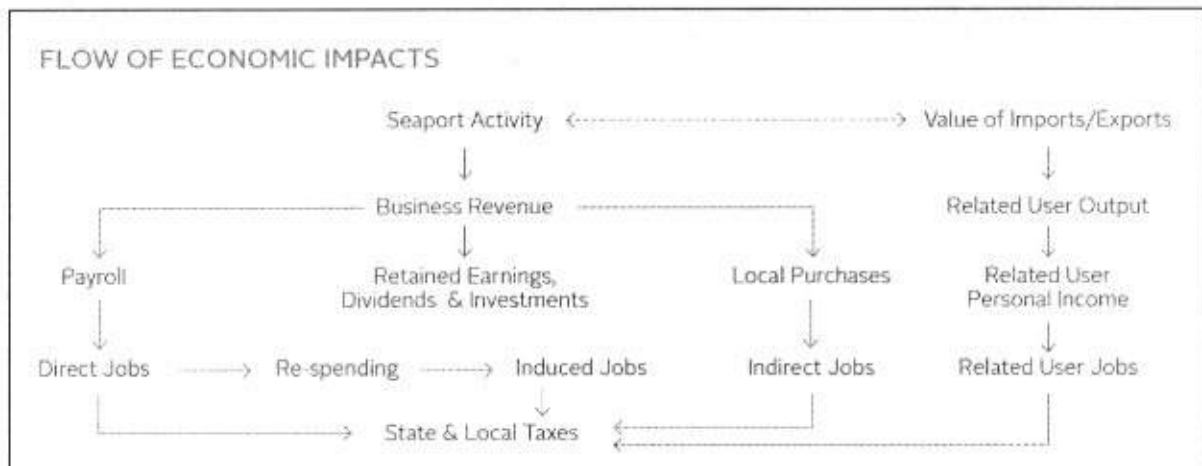 FLOW OF ECONOMIC IMPACTS
Seaport Activity
Value of Imports/Exports
Business Revenue
Related User Output
Payroll
Retained Earnings,
Dividends & Investments
Local Purchases
Related User
Personal Income
Direct Jobs
Re-spending
Induced Jobs
Indirect Jobs
Related User Jobs
State & Local Taxes